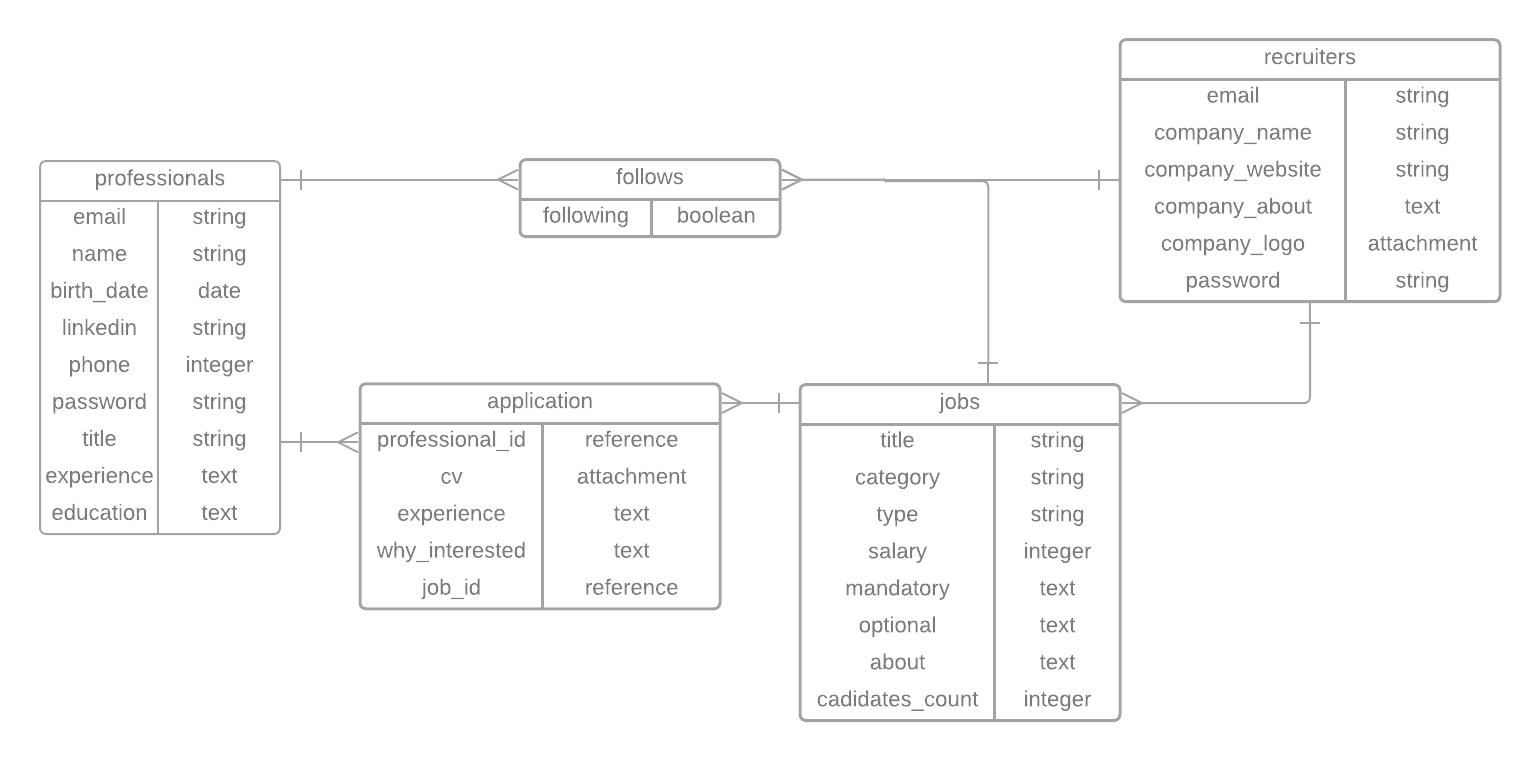 recruiters
email string
company_name string
company_website string
company_about text
company_logo attachment
password string
professionals
email string
name string
birth_date date
linkedin string
phone integer
password string
title string
experience text
education text
follows
following boolean
application
professional_id reference
cv attachment
experience text
why_interested text
job_id reference
jobs
title string
category string
type string
salary integer
mandatory text
optional text
about text
cadidates_count integer